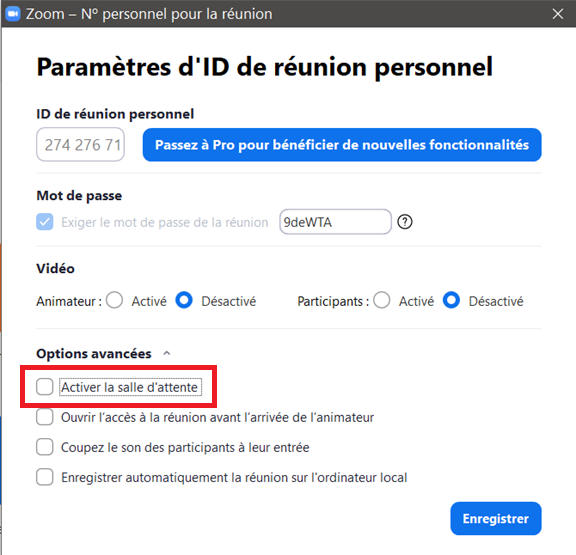 Zoom – Nº personnel pour la réunion
Paramètres d'ID de réunion personnel
ID de réunion personnel
274 276 71
Passez à Pro pour bénéficier de nouvelles fonctionnalités
Mot de passe
Exiger le mot de passe de la réunion 9deWTA ?
Vidéo
Animateur : Activé Désactivé Participants : Activé Désactivé
Options avancées
Activer la salle d'attente
Ouvrir l'accès à la réunion avant l'arrivée de l'animateur
Coupez le son des participants à leur entrée
Enregistrer automatiquement la réunion sur l'ordinateur local
Enregistrer